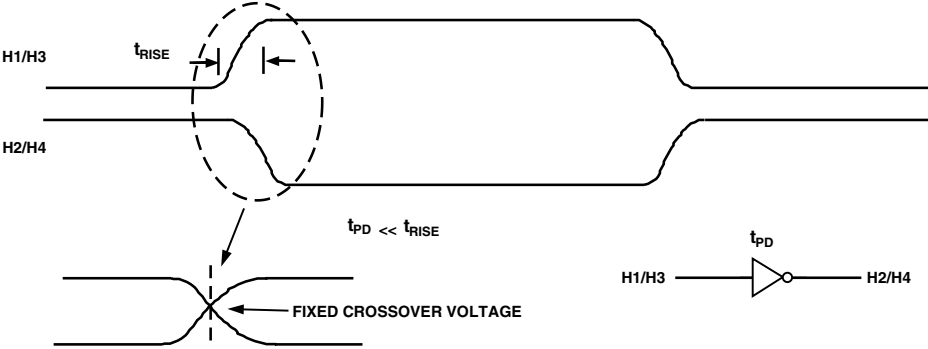 H1/H3
tRISE
H2/H4
tPD << tRISE
tPD
H1/H3
H2/H4
FIXED CROSSOVER VOLTAGE